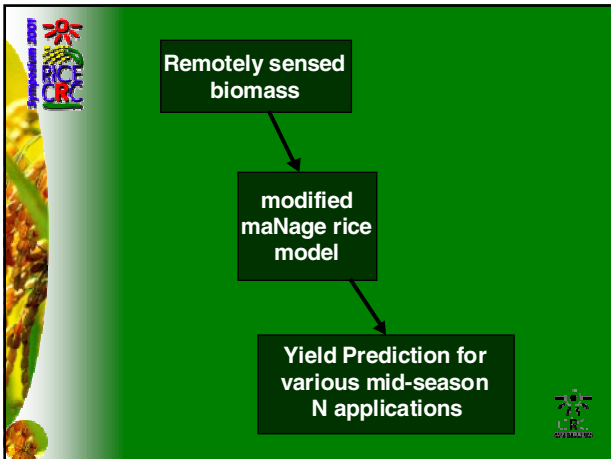 Symposium 2001
RICE
CRC
Remotely sensed
biomass
modified
maNage rice
model
Yield Prediction for
various mid-season
N applications
CRC